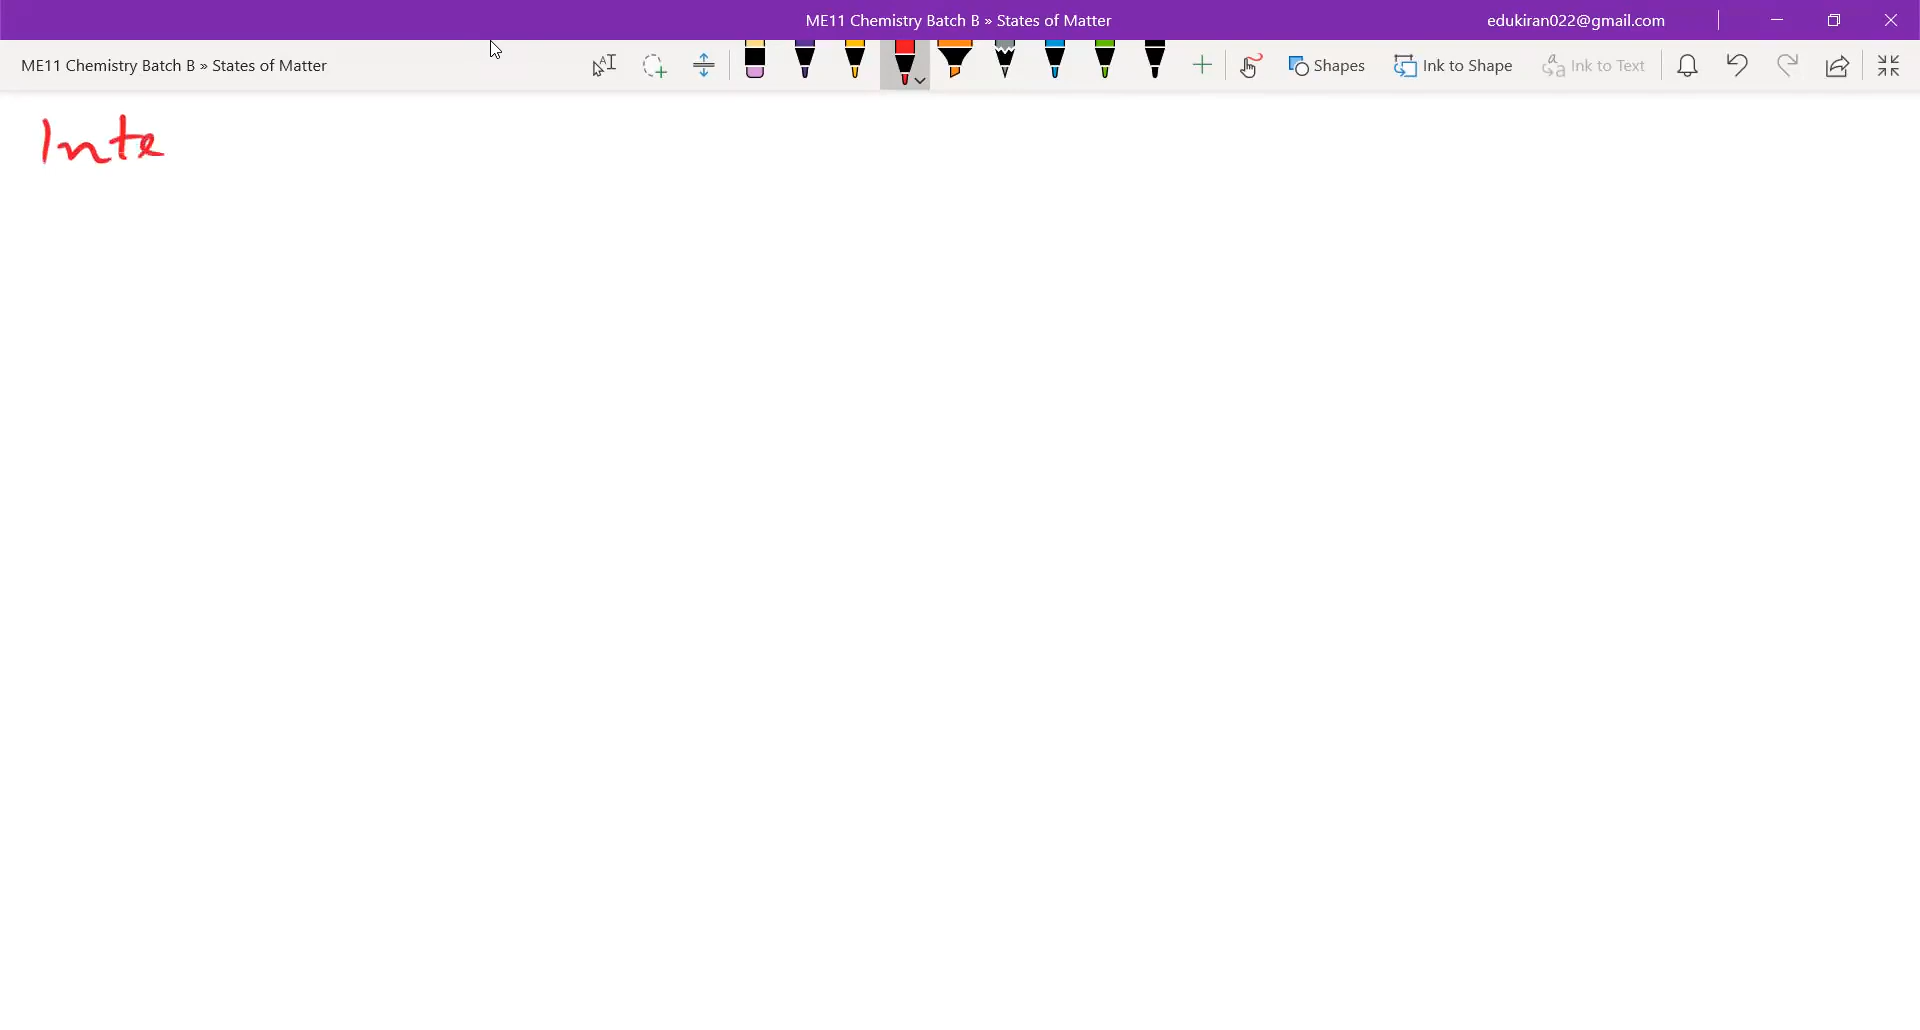 ME11 Chemistry Batch B » States of Matter edukiran022@gmail.com
ME11 Chemistry Batch B » States of Matter Shapes Ink to Shape Ink to Text
Inte